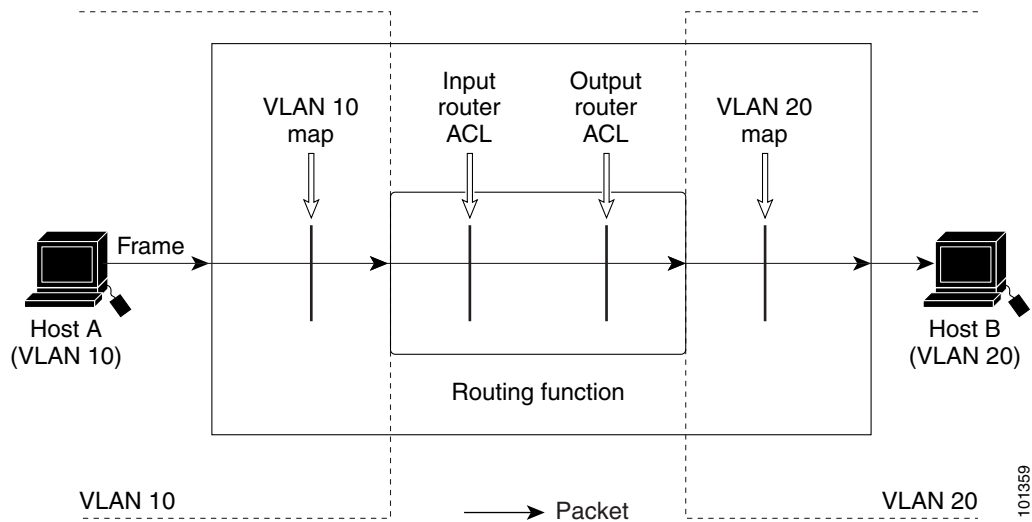 VLAN 10
map
Input
router
ACL
Output
router
ACL
VLAN 20
map
Frame
Host A
(VLAN 10)
Host B
(VLAN 20)
Routing function
VLAN 10
Packet
VLAN 20
101359